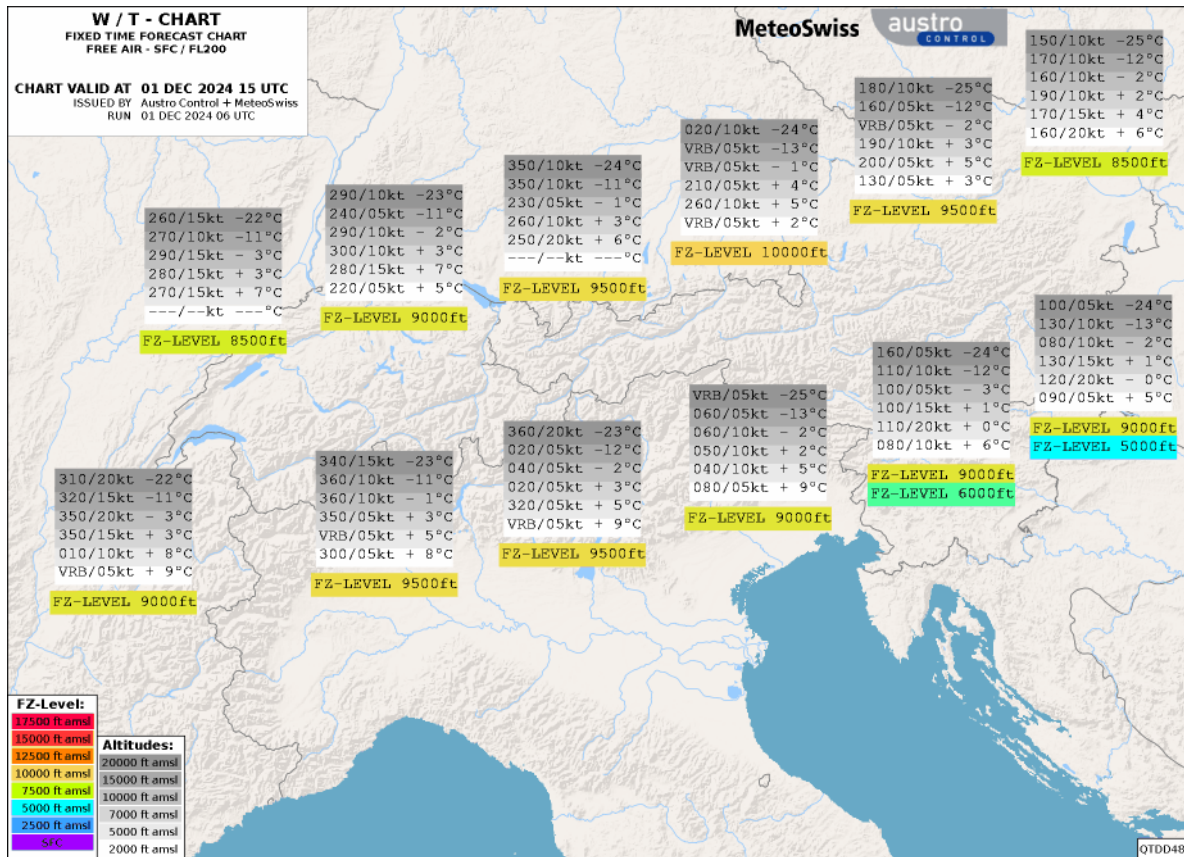 W / T - CHART
FIXED TIME FORECAST CHART
FREE AIR - SFC / FL200
CHART VALID AT 01 DEC 2024 15 UTC
ISSUED BY Austro Control + MeteoSwiss
RUN 01 DEC 2024 06 UTC
MeteoSwiss
austro
CONTROL
150/10kt -25°C
170/10kt -12°C
160/10kt - 2°C
190/10kt + 2°C
170/15kt + 4°C
160/20kt + 6°C
FZ-LEVEL 8500ft
180/10kt -25°C
160/05kt -12°C
VRB/05kt - 2°C
190/10kt + 3°C
200/05kt + 5°C
130/05kt + 3°C
FZ-LEVEL 9500ft
020/10kt -24°C
VRB/05kt -13°C
VRB/05kt - 1°C
210/05kt + 4°C
260/10kt + 5°C
VRB/05kt + 2°C
FZ-LEVEL 10000ft
350/10kt -24°C
350/10kt -11°C
230/05kt - 1°C
260/10kt + 3°C
250/20kt + 6°C
---/--kt ---°C
FZ-LEVEL 9500ft
290/10kt -23°C
240/05kt -11°C
290/10kt - 2°C
300/10kt + 3°C
280/15kt + 7°C
220/05kt + 5°C
FZ-LEVEL 9000ft
260/15kt -22°C
270/10kt -11°C
290/15kt - 3°C
280/15kt + 3°C
270/15kt + 7°C
---/--kt ---°C
FZ-LEVEL 8500ft
100/05kt -24°C
130/10kt -13°C
080/10kt - 2°C
130/15kt + 1°C
120/20kt - 0°C
090/05kt + 5°C
FZ-LEVEL 9000ft
FZ-LEVEL 5000ft
160/05kt -24°C
110/10kt -12°C
100/05kt - 3°C
100/15kt + 1°C
110/20kt + 0°C
080/10kt + 6°C
FZ-LEVEL 9000ft
FZ-LEVEL 6000ft
VRB/05kt -25°C
060/05kt -13°C
060/10kt - 2°C
050/10kt + 2°C
040/10kt + 5°C
080/05kt + 9°C
FZ-LEVEL 9000ft
360/20kt -23°C
020/05kt -12°C
040/05kt - 2°C
020/05kt + 3°C
320/05kt + 5°C
VRB/05kt + 9°C
FZ-LEVEL 9500ft
340/15kt -23°C
360/10kt -11°C
360/10kt - 1°C
350/05kt + 3°C
VRB/05kt + 5°C
300/05kt + 8°C
FZ-LEVEL 9500ft
310/20kt -22°C
320/15kt -11°C
350/20kt - 3°C
350/15kt + 3°C
010/10kt + 8°C
VRB/05kt + 9°C
FZ-LEVEL 9000ft
FZ-Level:
17500 ft amsl
15000 ft amsl
12500 ft amsl
10000 ft amsl
7500 ft amsl
5000 ft amsl
2500 ft amsl
SFC
Altitudes:
20000 ft amsl
15000 ft amsl
10000 ft amsl
7000 ft amsl
5000 ft amsl
2000 ft amsl
QTDD48